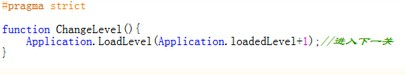 #pragma strict
function ChangeLevel(){
    Application.LoadLevel(Application.loadedLevel+1);//进入下一关
}